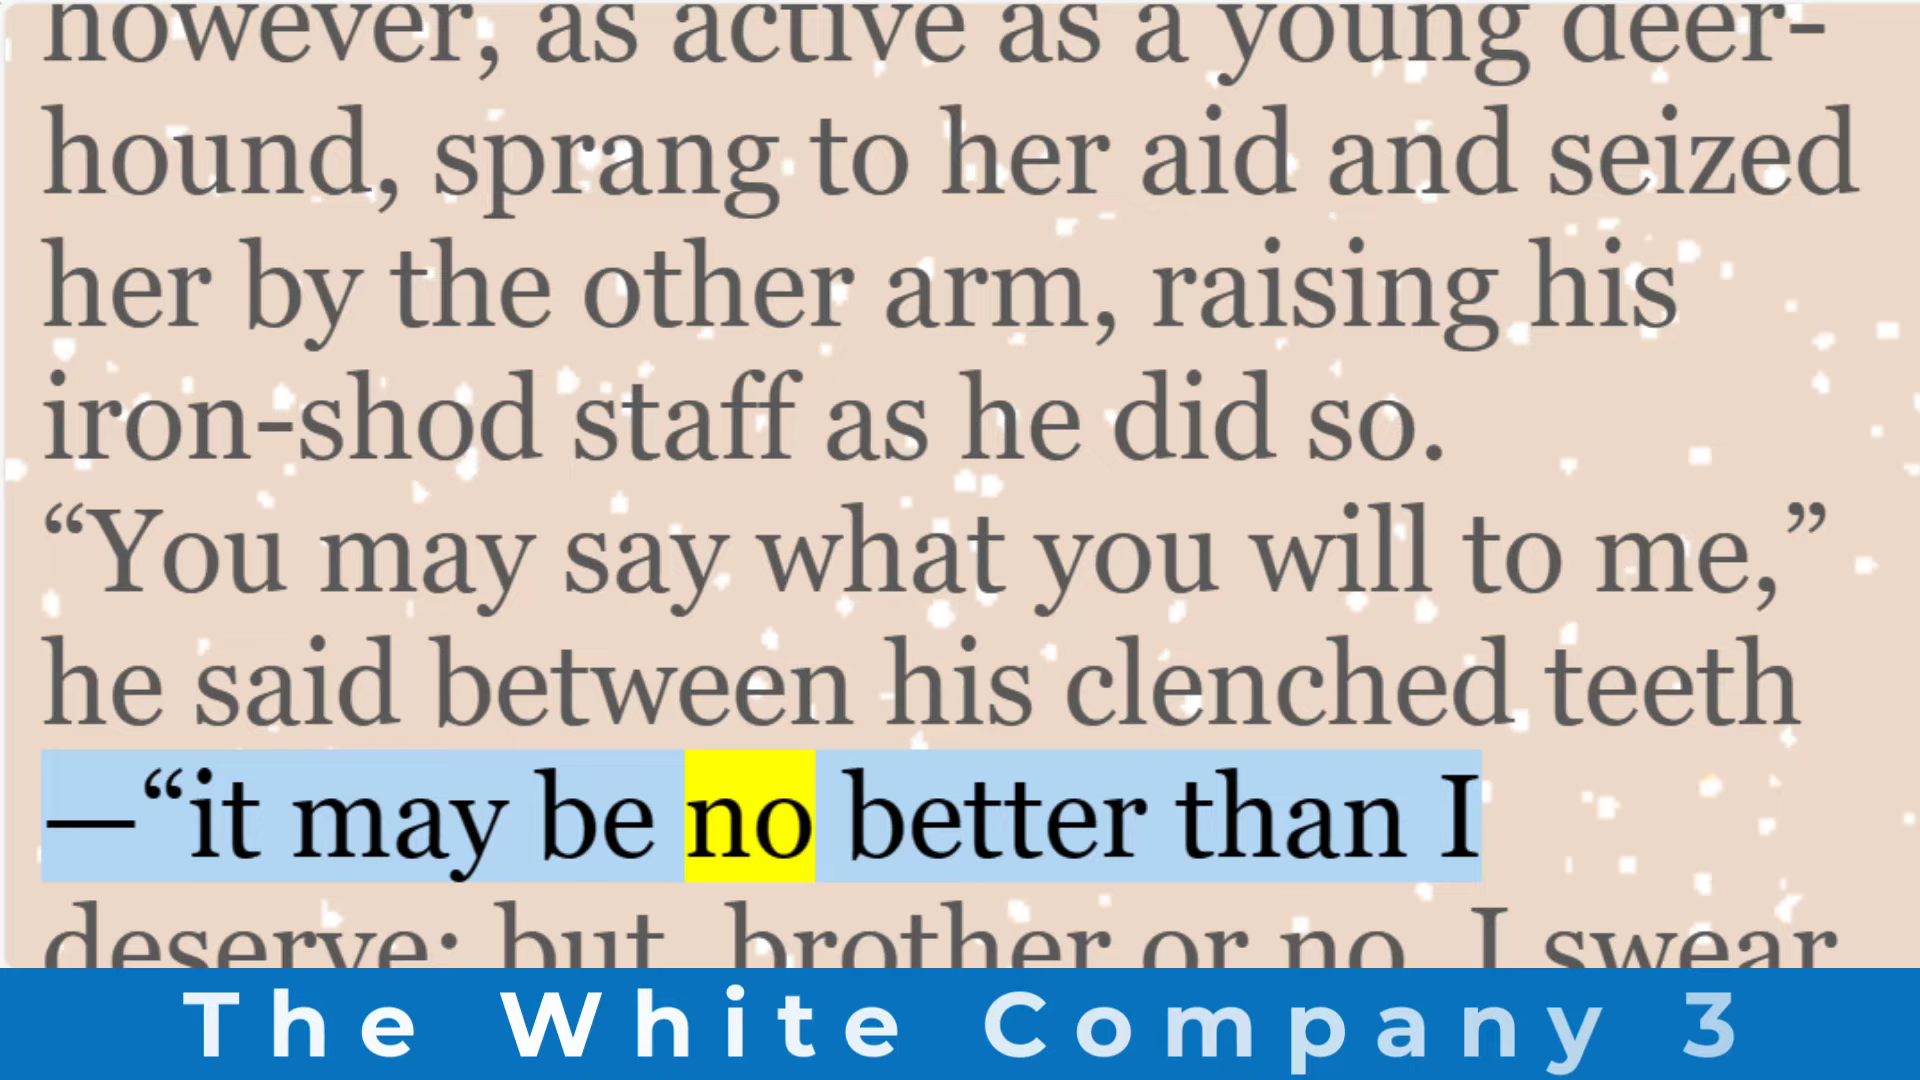 however, as active as a young deer-
hound, sprang to her aid and seized
her by the other arm, raising his
iron-shod staff as he did so.
“You may say what you will to me,”
he said between his clenched teeth
—“it may be no better than I
deserve; but, brother or no, I swear
The White Company 3